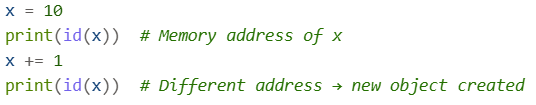 x = 10
print(id(x))  # Memory address of x
x += 1
print(id(x))  # Different address → new object created